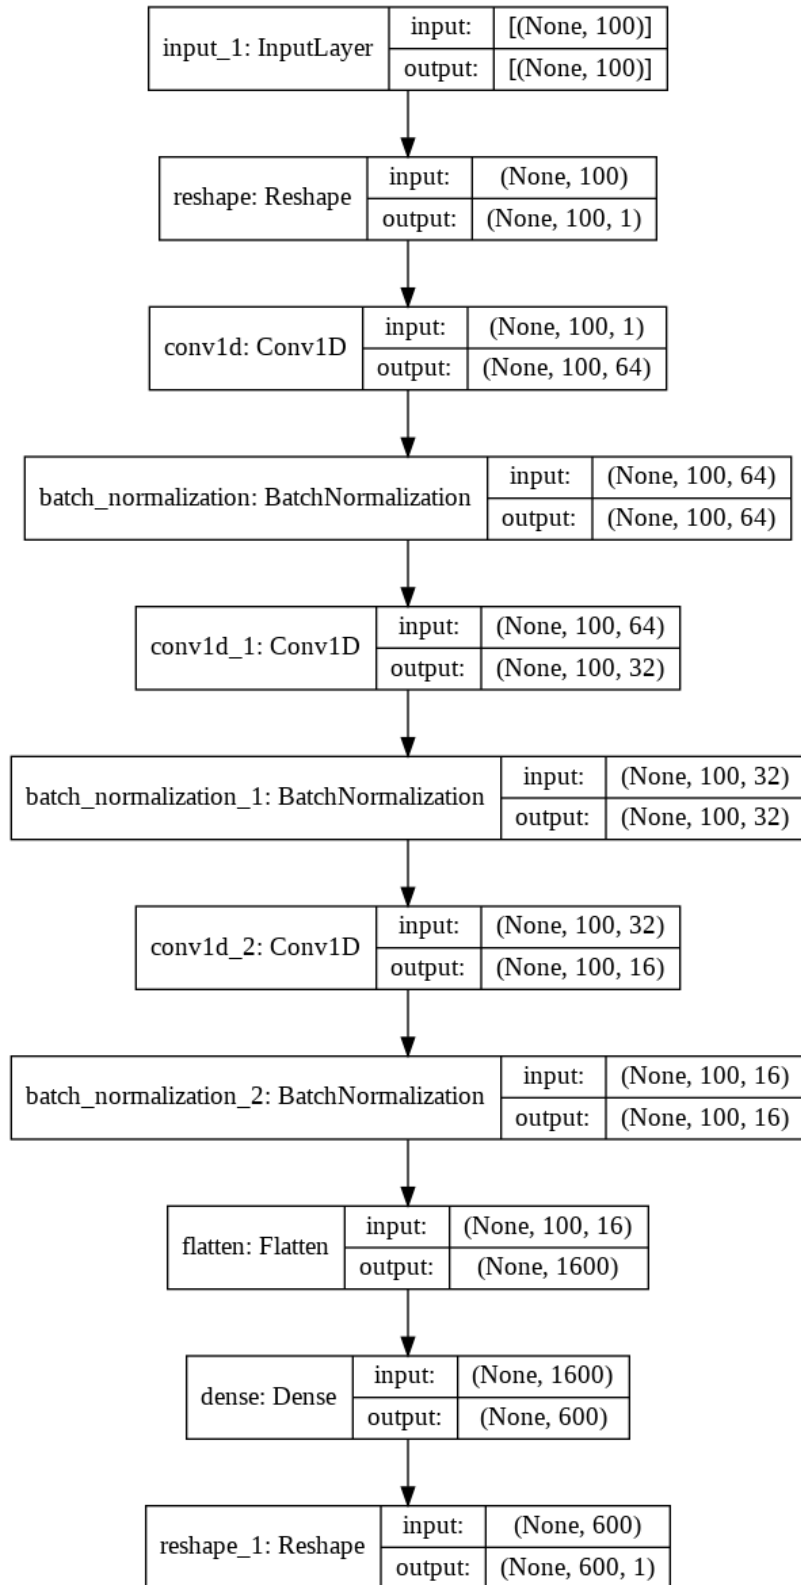 input_1: InputLayer
input: [(None, 100)]
output: [(None, 100)]
reshape: Reshape
input: (None, 100)
output: (None, 100, 1)
conv1d: Conv1D
input: (None, 100, 1)
output: (None, 100, 64)
batch_normalization: BatchNormalization
input: (None, 100, 64)
output: (None, 100, 64)
conv1d_1: Conv1D
input: (None, 100, 64)
output: (None, 100, 32)
batch_normalization_1: BatchNormalization
input: (None, 100, 32)
output: (None, 100, 32)
conv1d_2: Conv1D
input: (None, 100, 32)
output: (None, 100, 16)
batch_normalization_2: BatchNormalization
input: (None, 100, 16)
output: (None, 100, 16)
flatten: Flatten
input: (None, 100, 16)
output: (None, 1600)
dense: Dense
input: (None, 1600)
output: (None, 600)
reshape_1: Reshape
input: (None, 600)
output: (None, 600, 1)